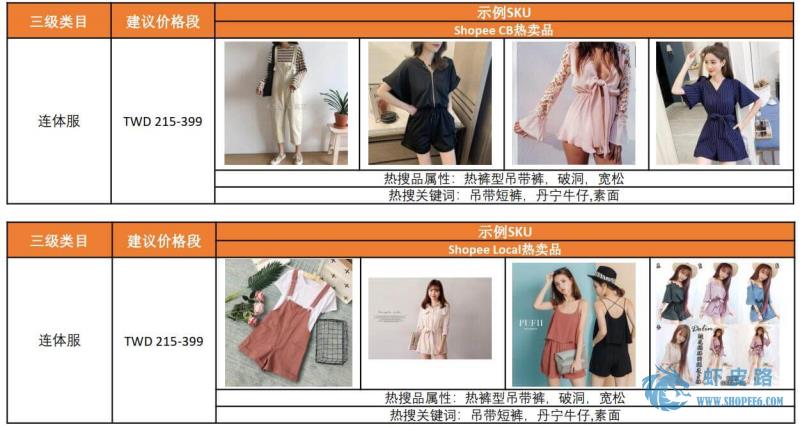 三级类目
建议价格段
示例SKU
Shopee CB热卖品
连体服
TWD 215-399
热搜品属性：热裤型吊带裤，破洞，宽松
热搜关键词：吊带短裤，丹宁牛仔,素面
三级类目
建议价格段
示例SKU
Shopee Local热卖品
连体服
TWD 215-399
PUFII
Dolin
热搜品属性：热裤型吊带裤，破洞，宽松
热搜关键词：吊带短裤，丹宁牛仔,素面
虾皮路
WWW.SHOPEE6.COM